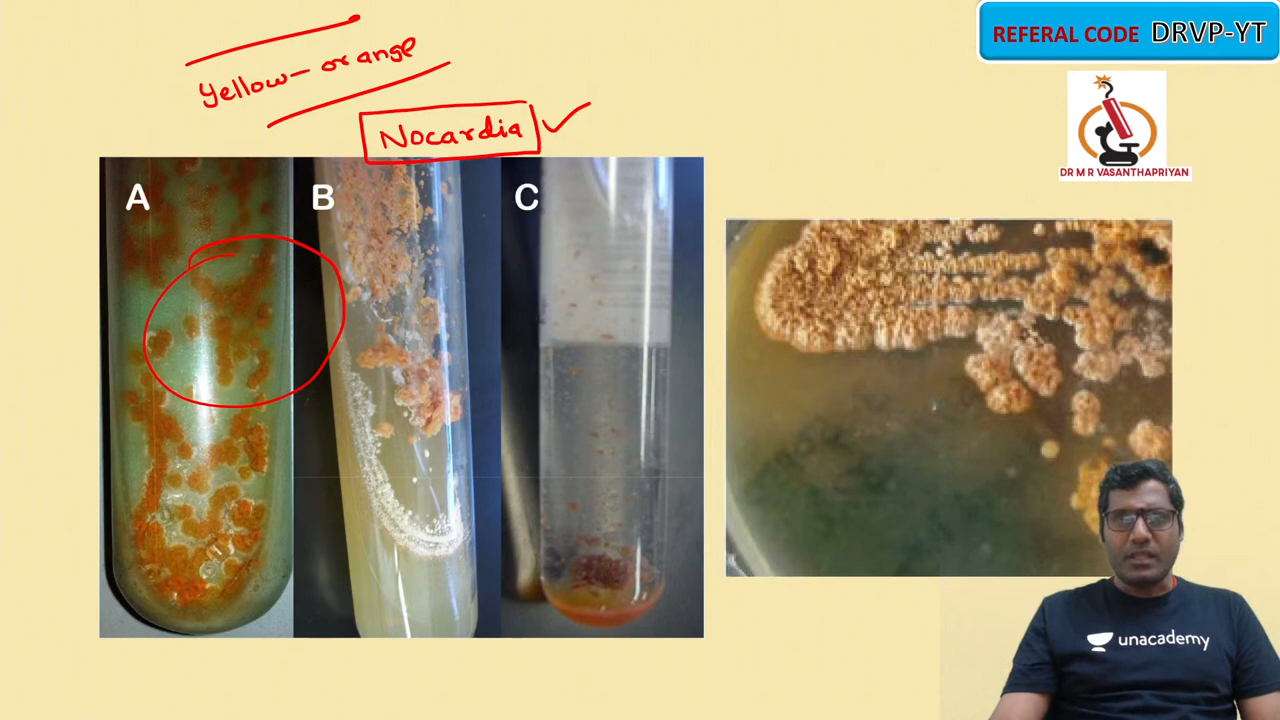 REFERAL CODE DRVP-YT
Yellow- orange
Nocardia
DR M R VASANTHAPRIYAN
A
B
C
unacademy